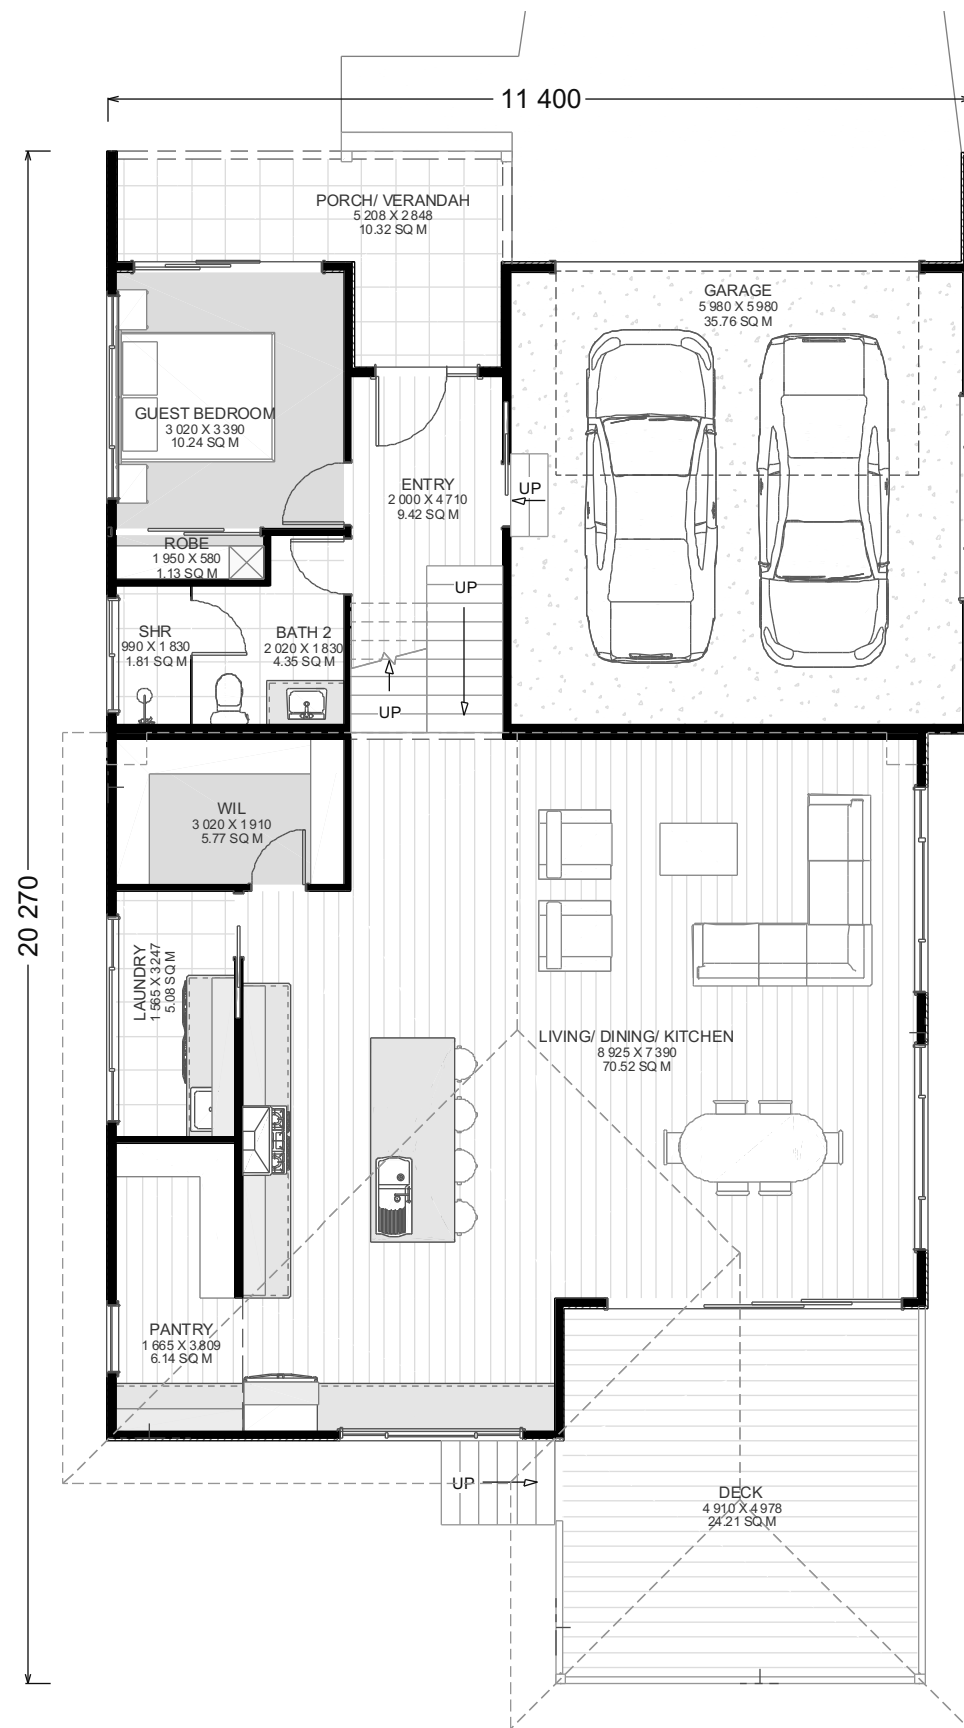 11 400
PORCH/ VERANDAH
5 208 X 2 848
10.32 SQ M
GARAGE
5 980 X 5 980
35.76 SQ M
GUEST BEDROOM
3 020 X 3 390
10.24 SQ M
ENTRY
2 000 X 4 710
9.42 SQ M
UP
ROBE
1 950 X 580
1.13 SQ M
UP
SHR
990 X 1 830
1.81 SQ M
BATH 2
2 020 X 1 830
4.35 SQ M
UP
WIL
3 020 X 1 910
5.77 SQ M
20 270
LAUNDRY
1 565 X 3 247
5.08 SQ M
LIVING/ DINING/ KITCHEN
8 925 X 7 390
70.52 SQ M
PANTRY
1 665 X 3 809
6.14 SQ M
UP
DECK
4 910 X 4 978
24.21 SQ M